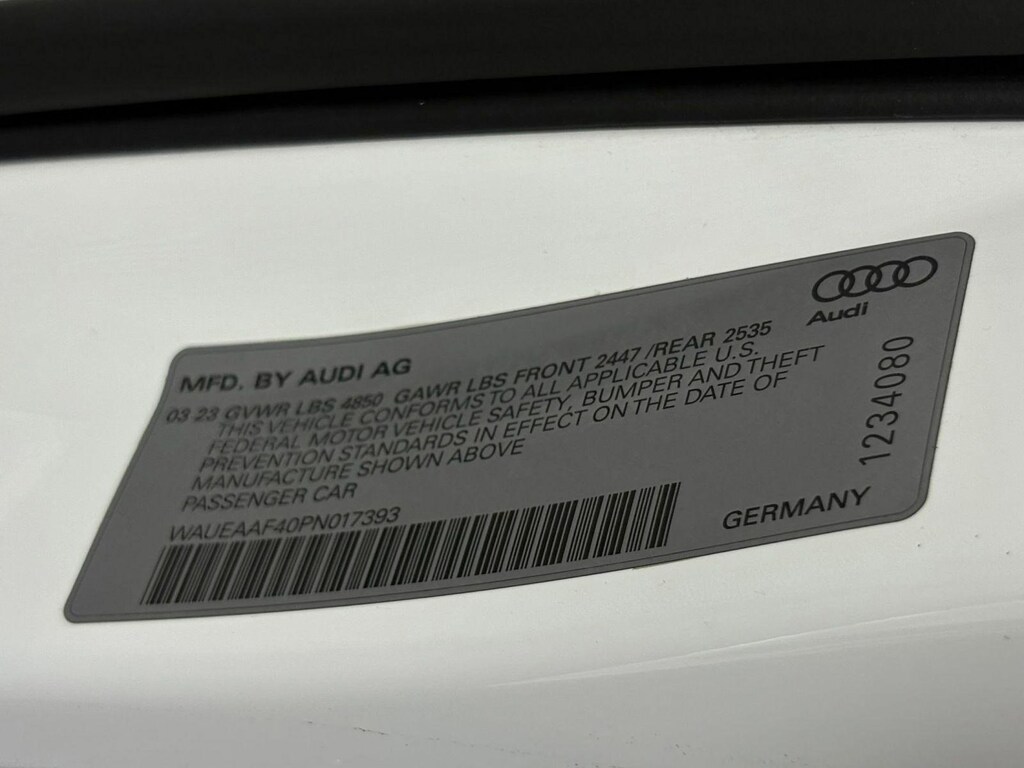 Audi
MFD. BY AUDI AG
03 23 GVWR LBS 4850 GAWR LBS FRONT 2447 /REAR 2535
THIS VEHICLE CONFORMS TO ALL APPLICABLE U.S.
FEDERAL MOTOR VEHICLE SAFETY, BUMPER AND THEFT
PREVENTION STANDARDS IN EFFECT ON THE DATE OF
MANUFACTURE SHOWN ABOVE
PASSENGER CAR
WAUEAAF40PN017393
GERMANY
1234080